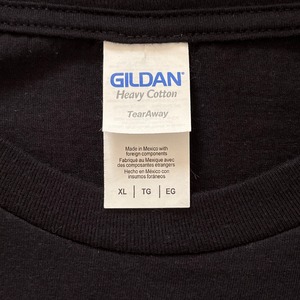 GILDAN®
Heavy Cotton
TearAway
Made in Mexico with
foreign components
Fabriqué au Mexique avec
des composantes étrangers
Hecho en México con
insumos foráneos
XL | TG | EG